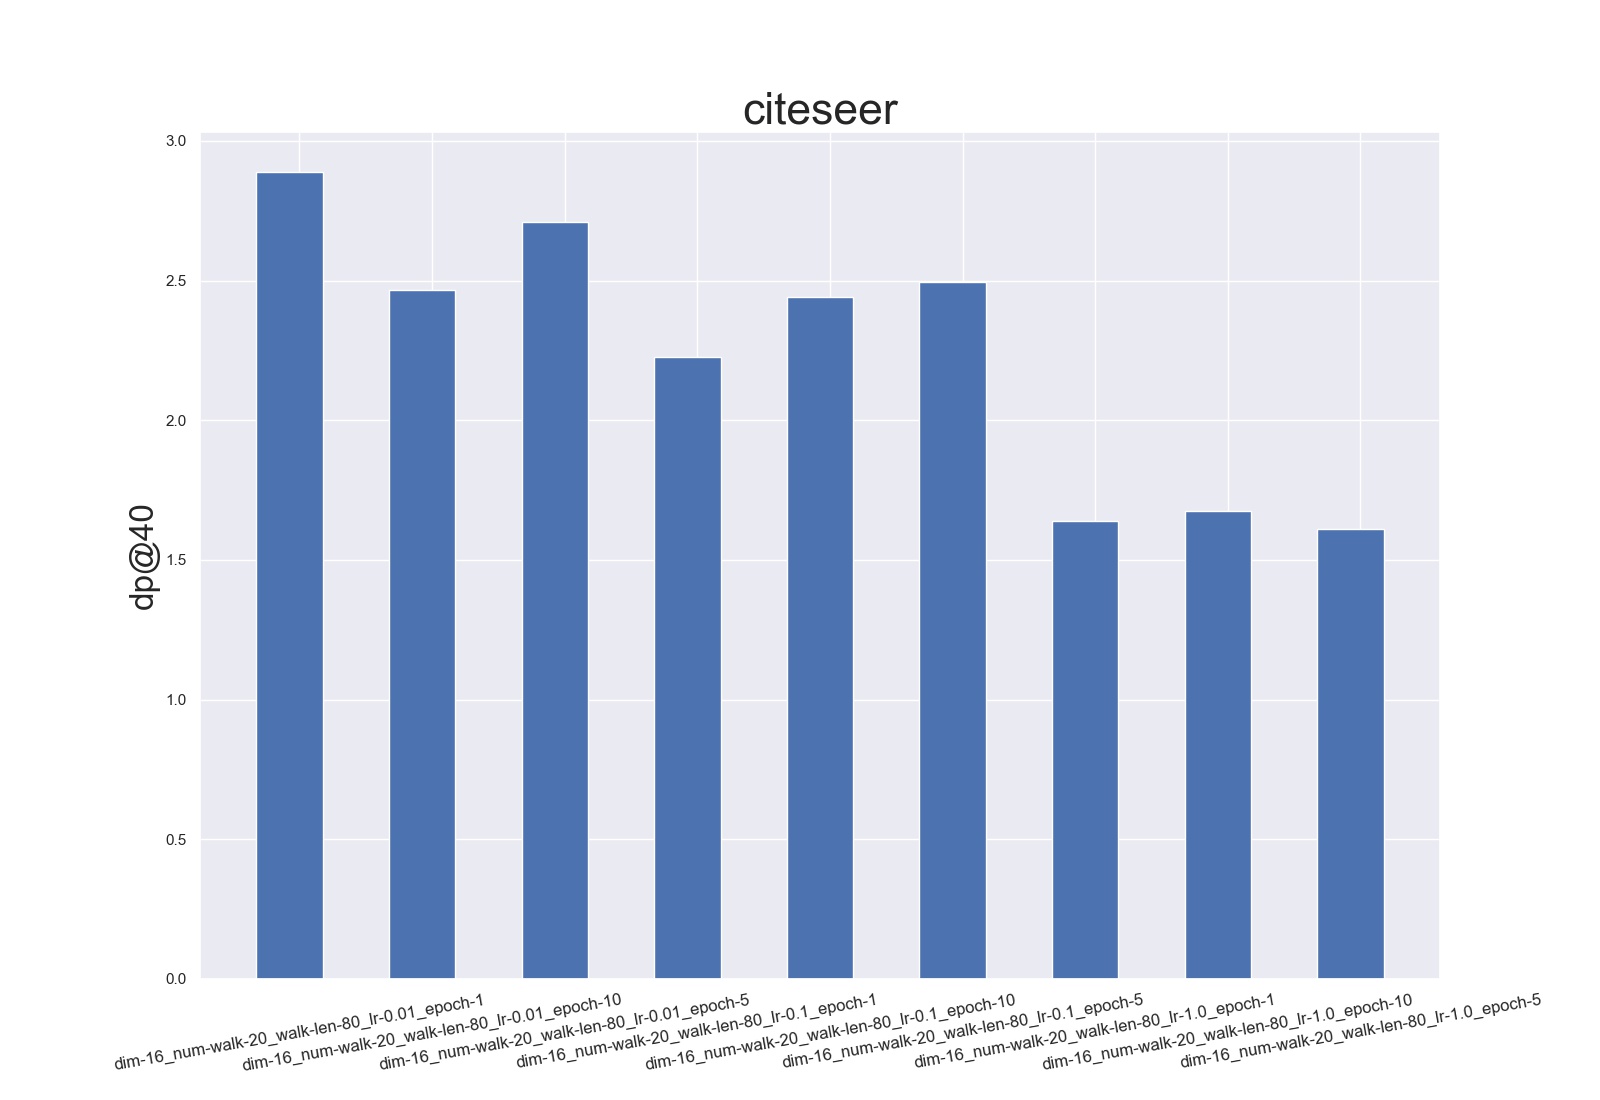 citeseer
3.0
2.5
2.0
1.5
1.0
0.5
0.0
dp@40
dim-16_num-walk-20_walk-len-80_lr-0.01_epoch-1
dim-16_num-walk-20_walk-len-80_lr-0.01_epoch-10
dim-16_num-walk-20_walk-len-80_lr-0.01_epoch-5
dim-16_num-walk-20_walk-len-80_lr-0.1_epoch-1
dim-16_num-walk-20_walk-len-80_lr-0.1_epoch-10
dim-16_num-walk-20_walk-len-80_lr-0.1_epoch-5
dim-16_num-walk-20_walk-len-80_lr-1.0_epoch-1
dim-16_num-walk-20_walk-len-80_lr-1.0_epoch-10
dim-16_num-walk-20_walk-len-80_lr-1.0_epoch-5